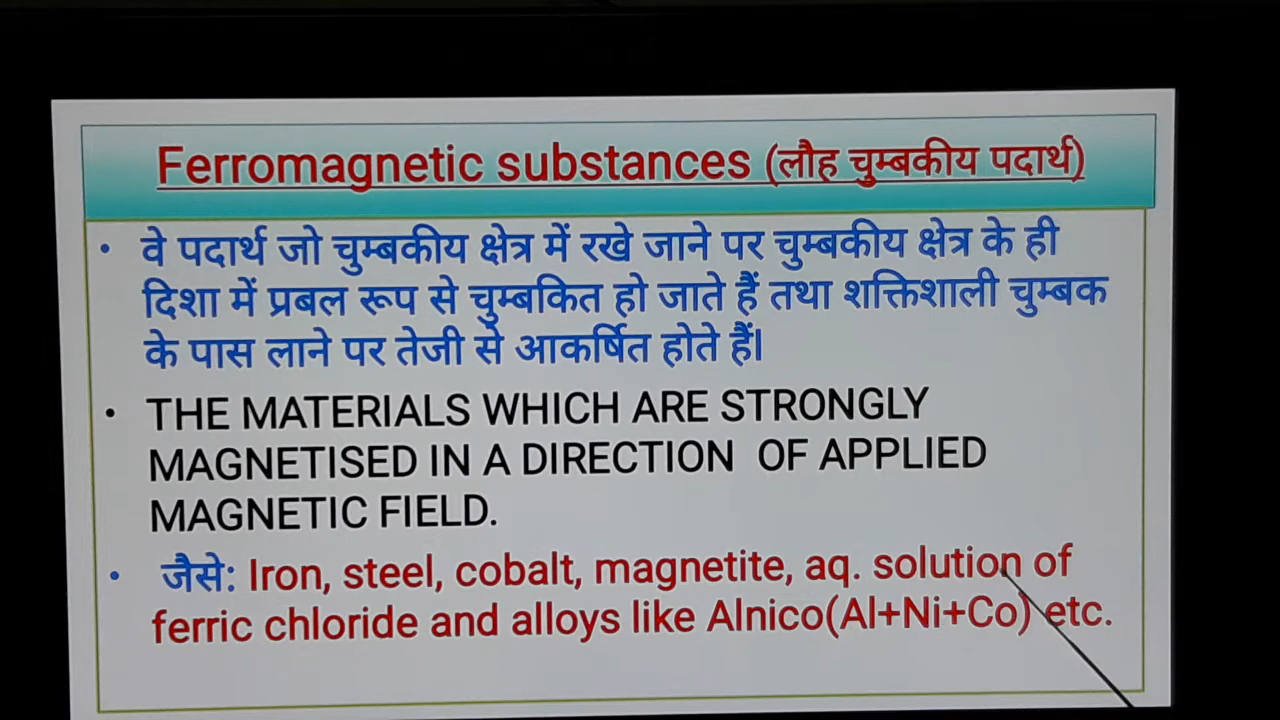 Ferromagnetic substances (लौह चुम्बकीय पदार्थ)
• वे पदार्थ जो चुम्बकीय क्षेत्र में रखे जाने पर चुम्बकीय क्षेत्र के ही
दिशा में प्रबल रूप से चुम्बकित हो जाते हैं तथा शक्तिशाली चुम्बक
के पास लाने पर तेजी से आकर्षित होते हैं।
• THE MATERIALS WHICH ARE STRONGLY
MAGNETISED IN A DIRECTION OF APPLIED
MAGNETIC FIELD.
• जैसे: Iron, steel, cobalt, magnetite, aq. solution of
ferric chloride and alloys like Alnico(Al+Ni+Co) etc.